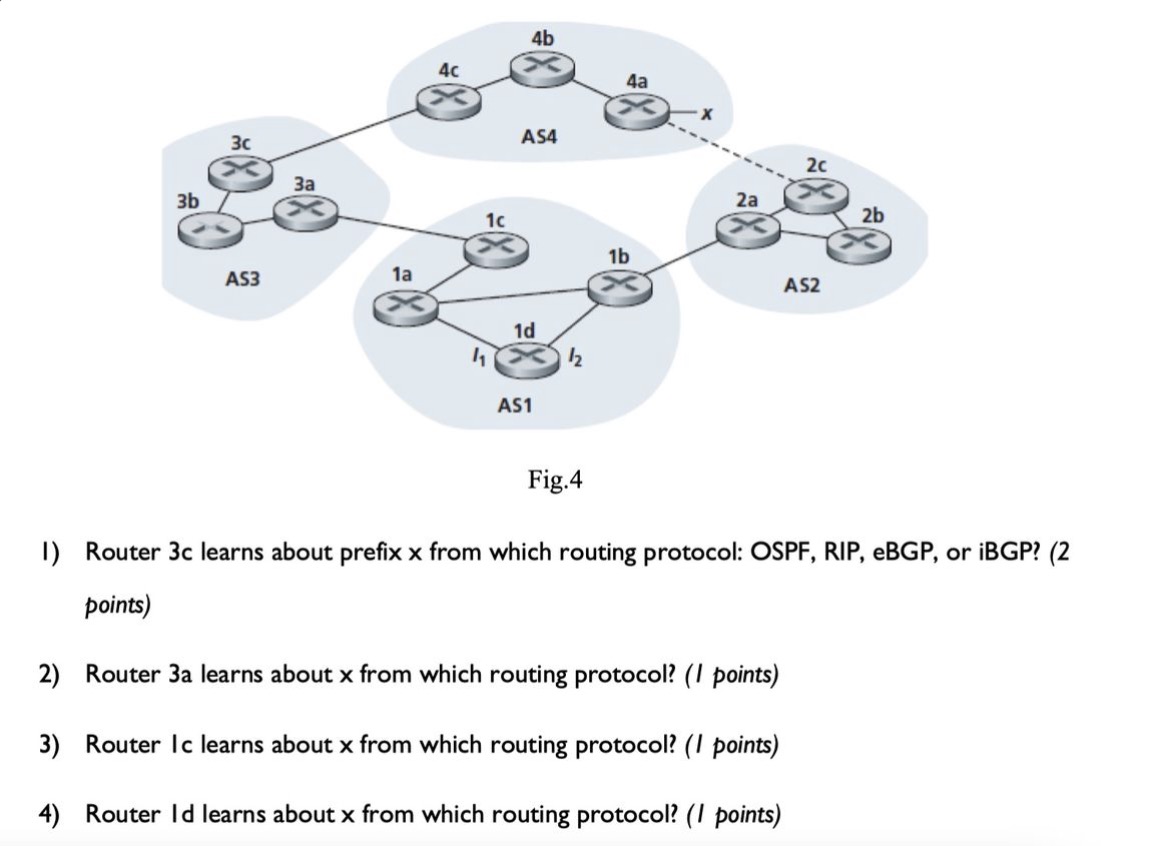 4b
4c
4a
x
AS4
3c
3a
3b
2c
2a
2b
1c
1b
AS3
1a
AS2
1d
I₁
I₂
AS1
Fig.4
1) Router 3c learns about prefix x from which routing protocol: OSPF, RIP, eBGP, or iBGP? (2
points)
2) Router 3a learns about x from which routing protocol? (1 points)
3) Router 1c learns about x from which routing protocol? (1 points)
4) Router 1d learns about x from which routing protocol? (1 points)